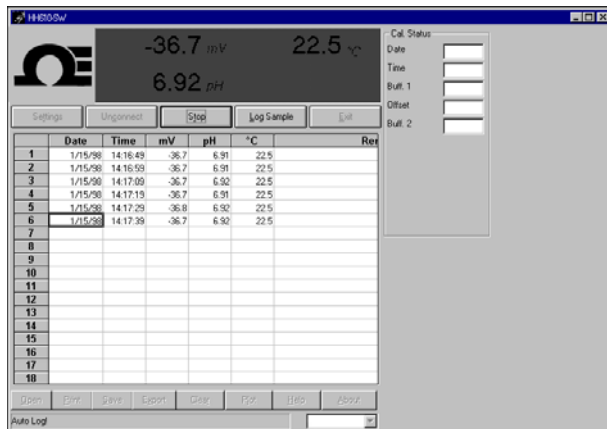 HH610-SW
-36.7 mV 22.5 °C
6.92 pH
Settings Ungonnect Stop Log Sample Exit
Date Time mV pH °C Rer
1 1/15/98 14:16:49 -36.7 6.91 22.5
2 1/15/98 14:16:59 -36.7 6.91 22.5
3 1/15/98 14:17:09 -36.7 6.92 22.5
4 1/15/98 14:17:19 -36.7 6.91 22.5
5 1/15/98 14:17:29 -36.8 6.92 22.5
6 1/15/98 14:17:39 -36.7 6.92 22.5
7
8
9
10
11
12
13
14
15
16
17
18
Open Print Save Export Clear Plot Help About
Auto Log!
Cal. Status
Date
Time
Buff. 1
Offset
Buff. 2